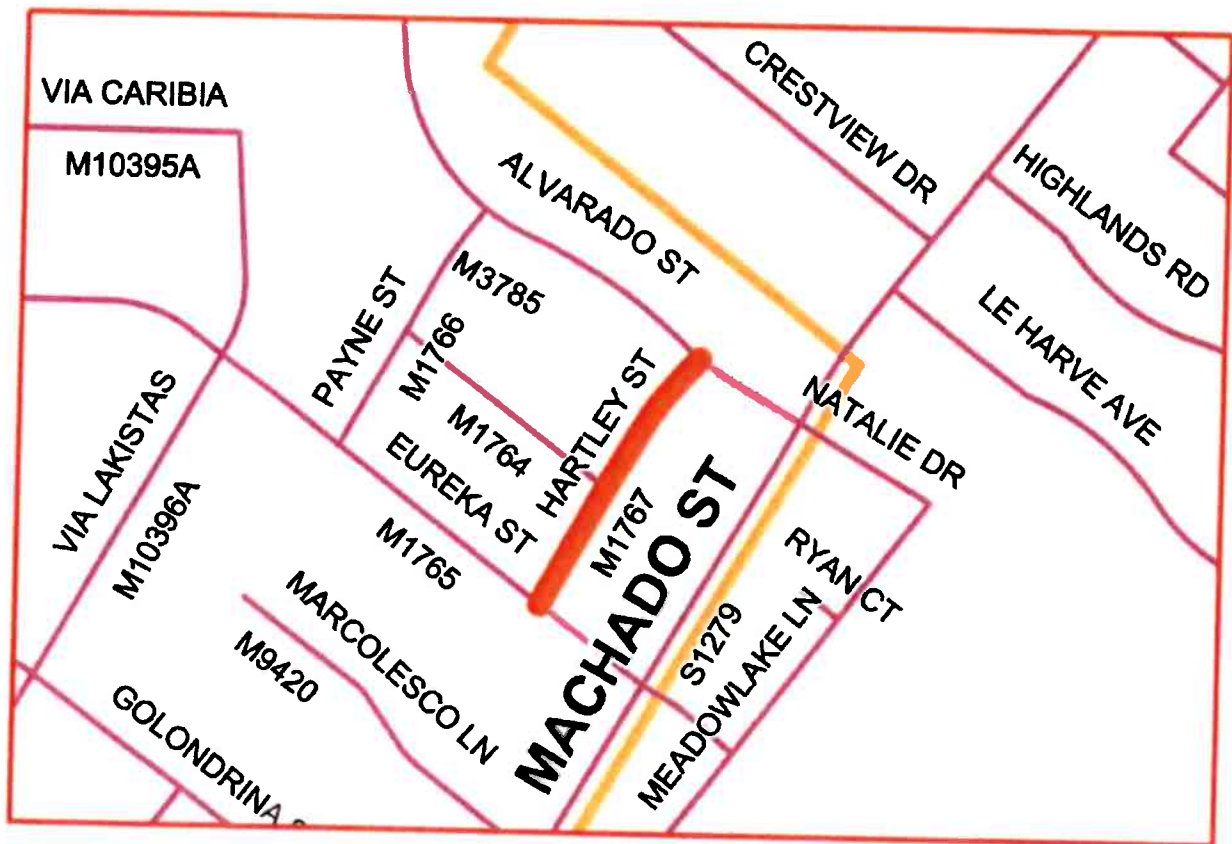 VIA CARIBIA
M10395A
CRESTVIEW DR
HIGHLANDS RD
ALVARADO ST
M3785
LE HARVE AVE
PAYNE ST
M1766
HARTLEY ST
NATALIE DR
M1764
EUREKA ST
VIA LAKISTAS
M10396A
M1765
M1767
MACHADO ST
RYAN CT
MARCOLESCO LN
M9420
S1279
MEADOWLAKE LN
GOLONDRINA